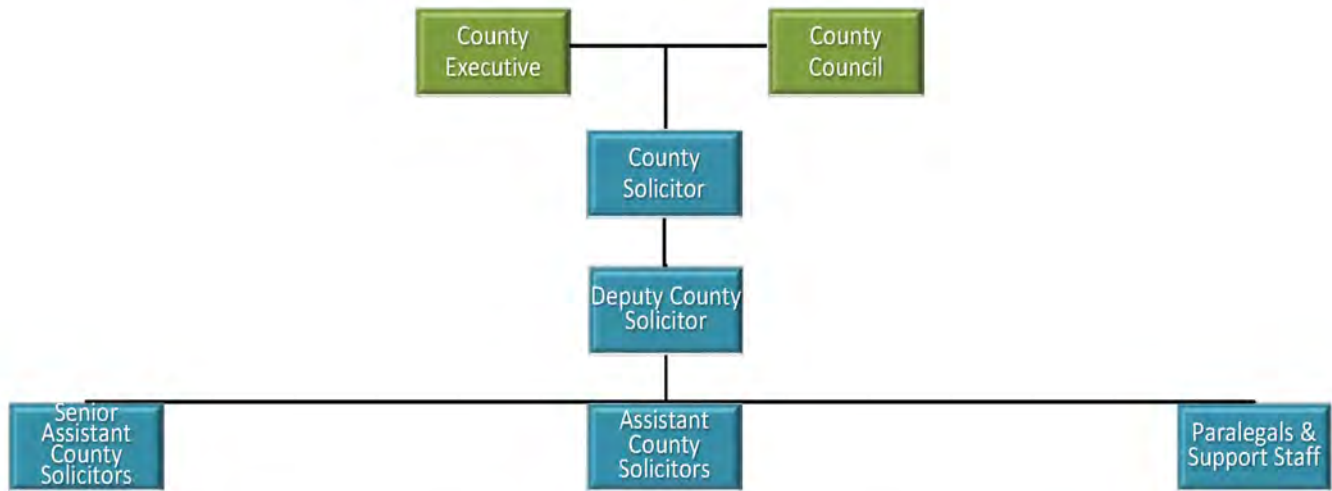 County
Executive
County
Council
County
Solicitor
Deputy County
Solicitor
Senior
Assistant
County
Solicitors
Assistant
County
Solicitors
Paralegals &
Support Staff